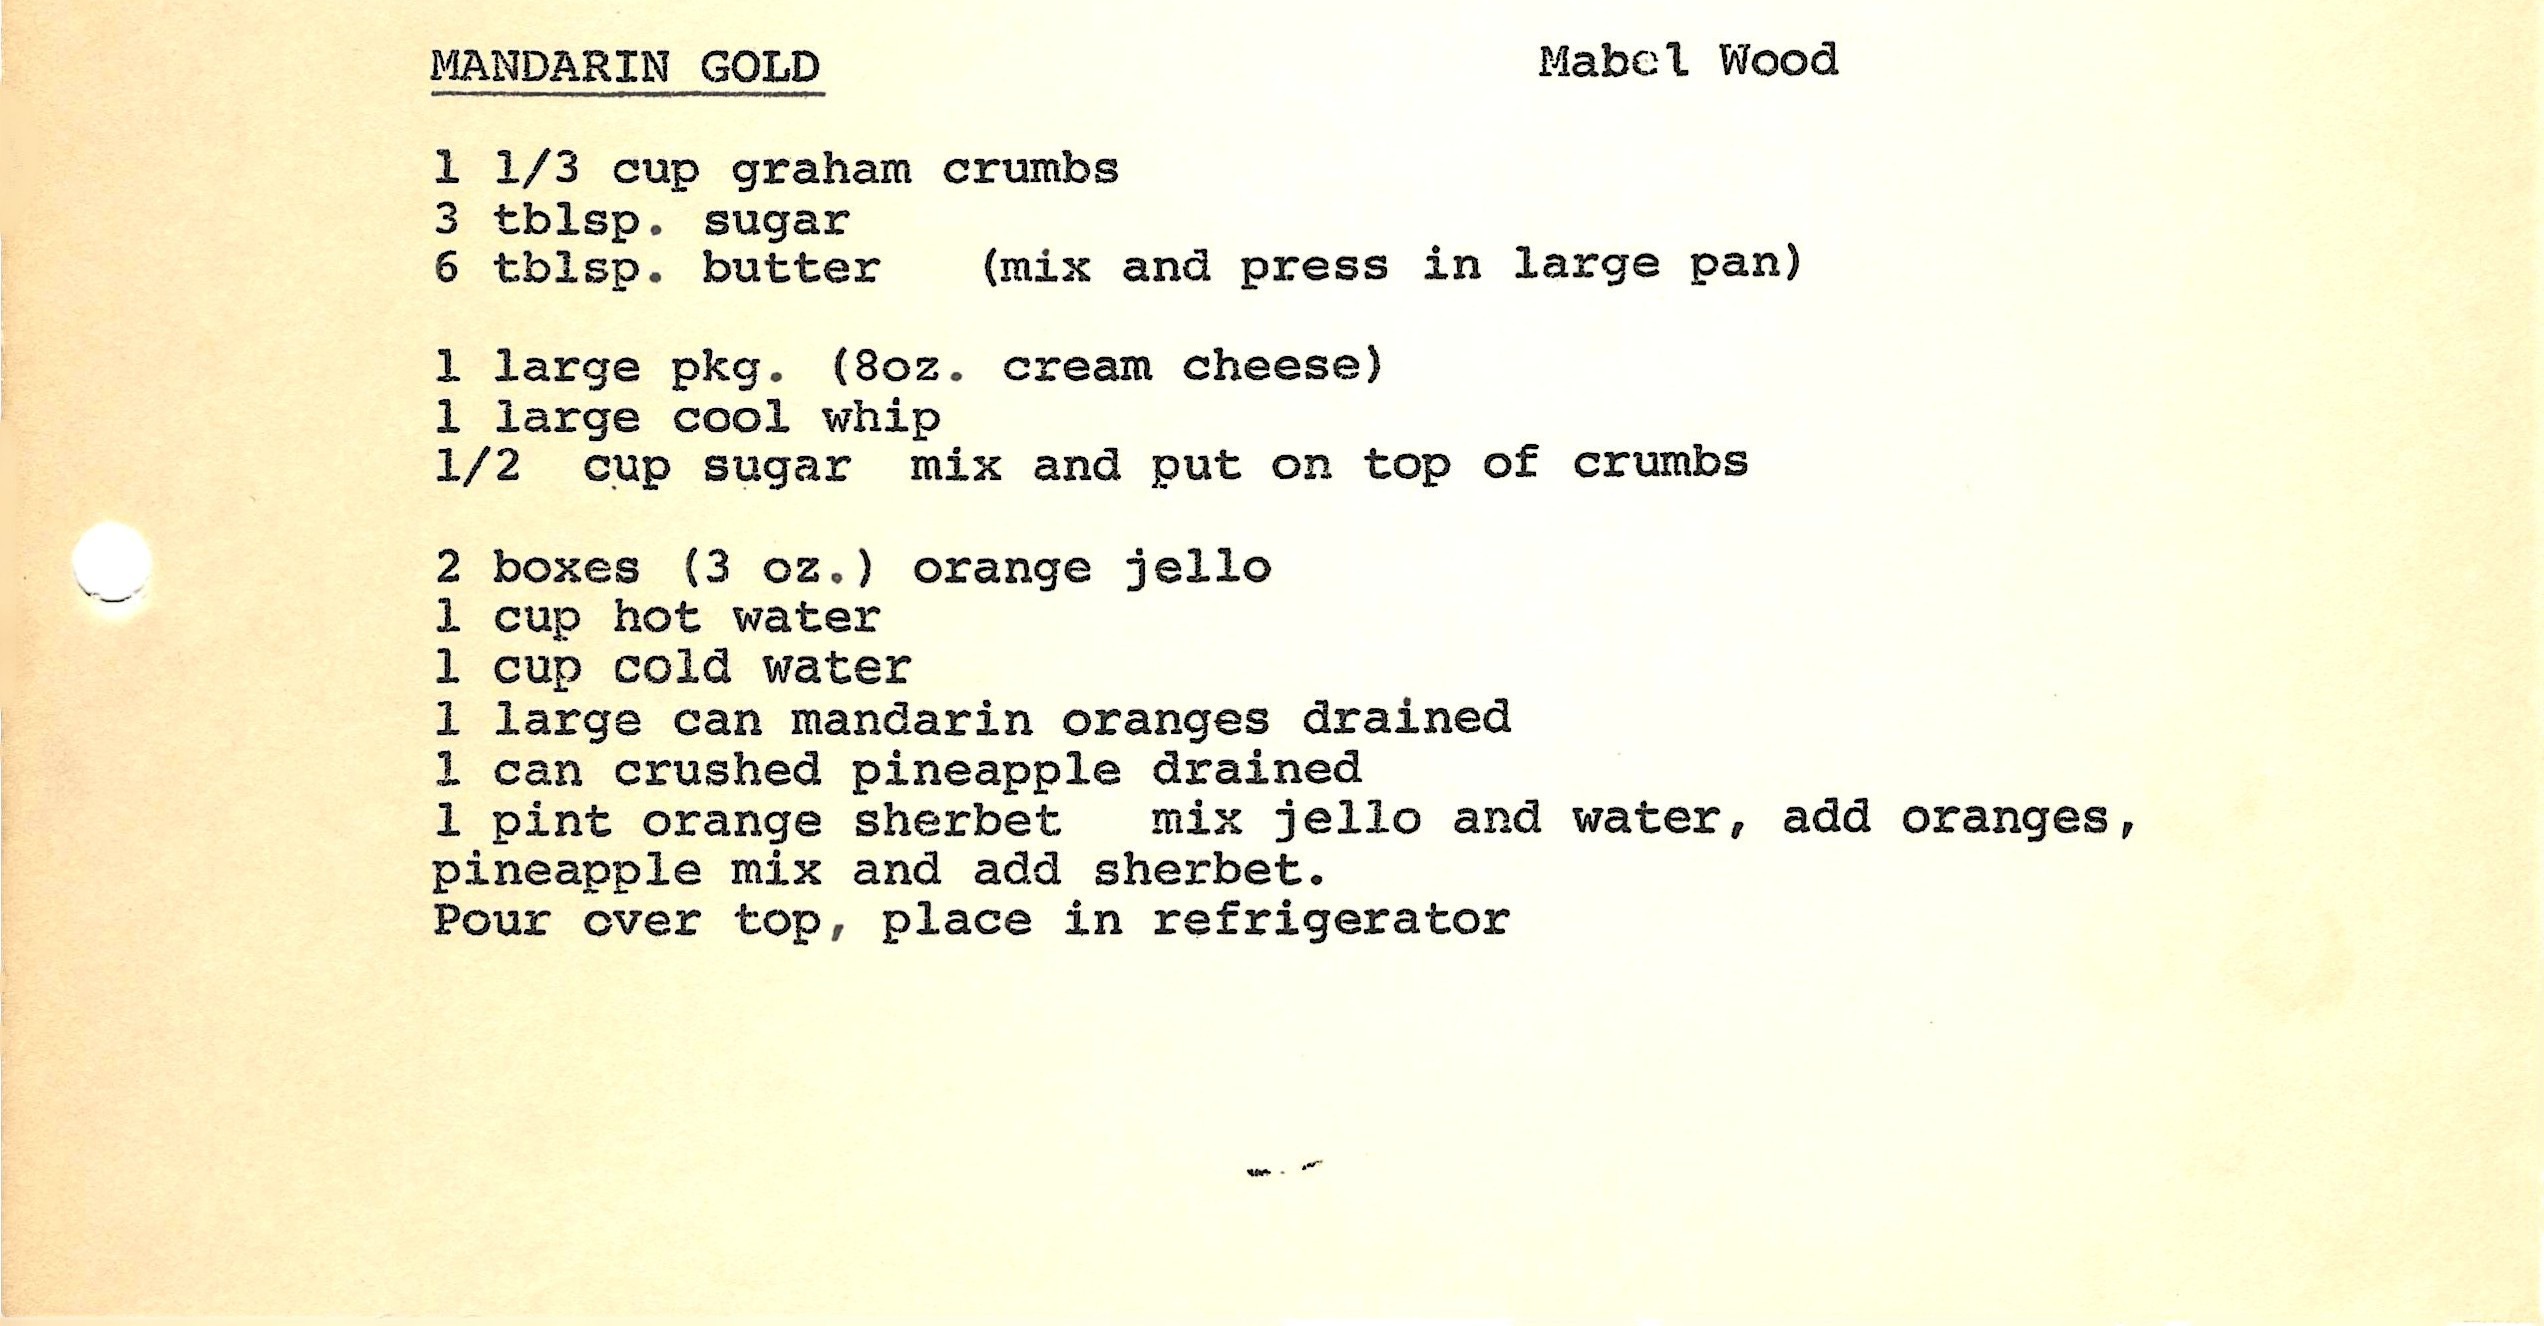 MANDARIN GOLD Mabel Wood
1 1/3 cup graham crumbs
3 tblsp. sugar
6 tblsp. butter (mix and press in large pan)
1 large pkg. (8oz. cream cheese)
1 large cool whip
1/2 cup sugar mix and put on top of crumbs
2 boxes (3 oz.) orange jello
1 cup hot water
1 cup cold water
1 large can mandarin oranges drained
1 can crushed pineapple drained
1 pint orange sherbet mix jello and water, add oranges,
pineapple mix and add sherbet.
Pour over top, place in refrigerator